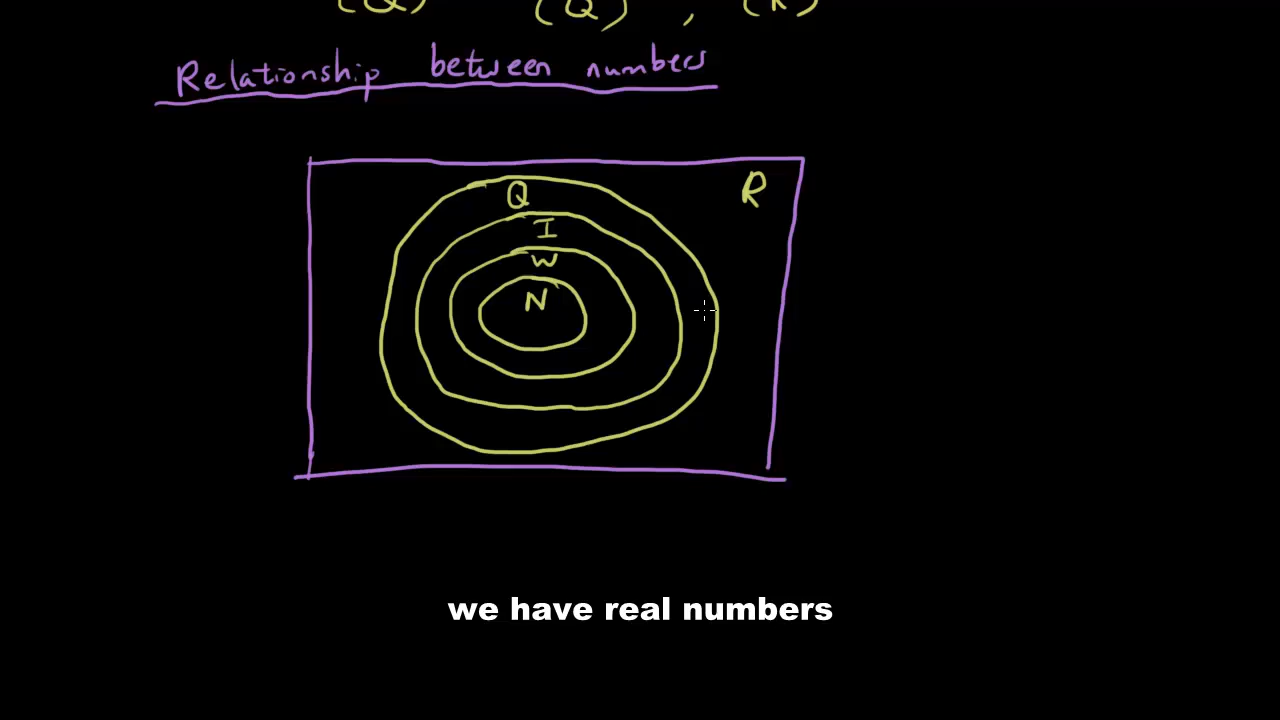 (Q) (Q) , (R)
Relationship between numbers
Q R
I
W
N
we have real numbers